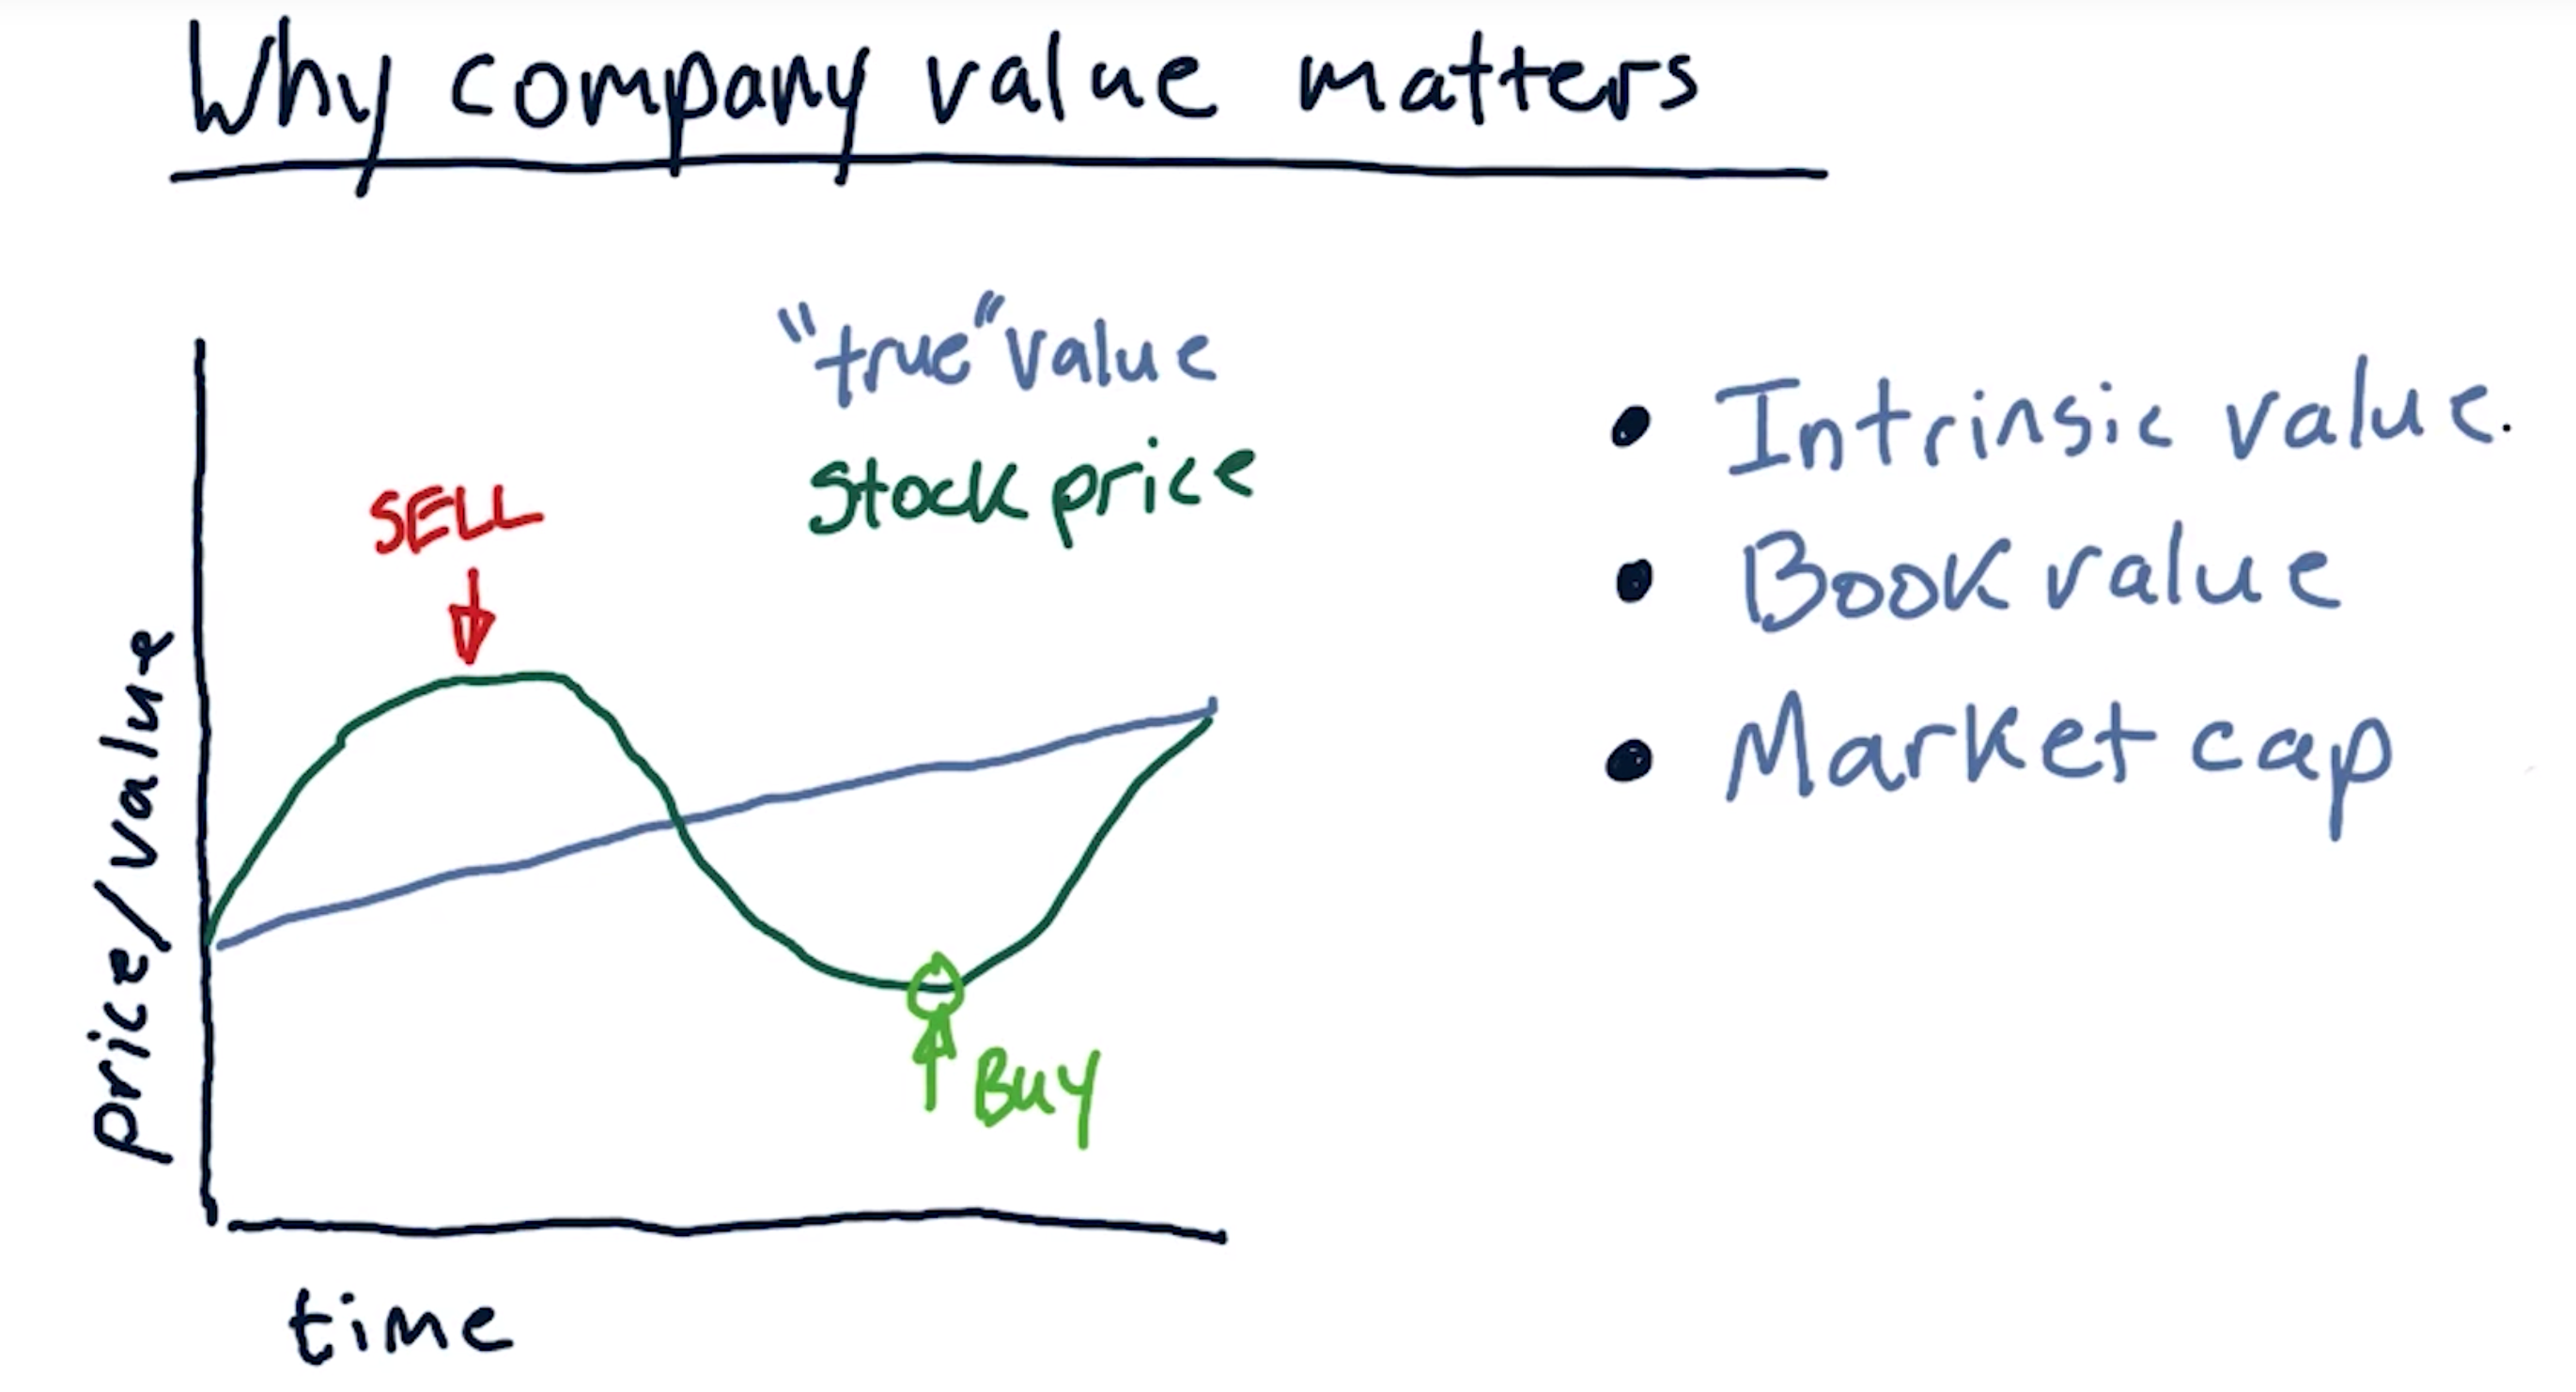 Why company value matters
"true" value
Stock price
SELL
Buy
price/value
time
• Intrinsic value.
• Book value
• Market cap